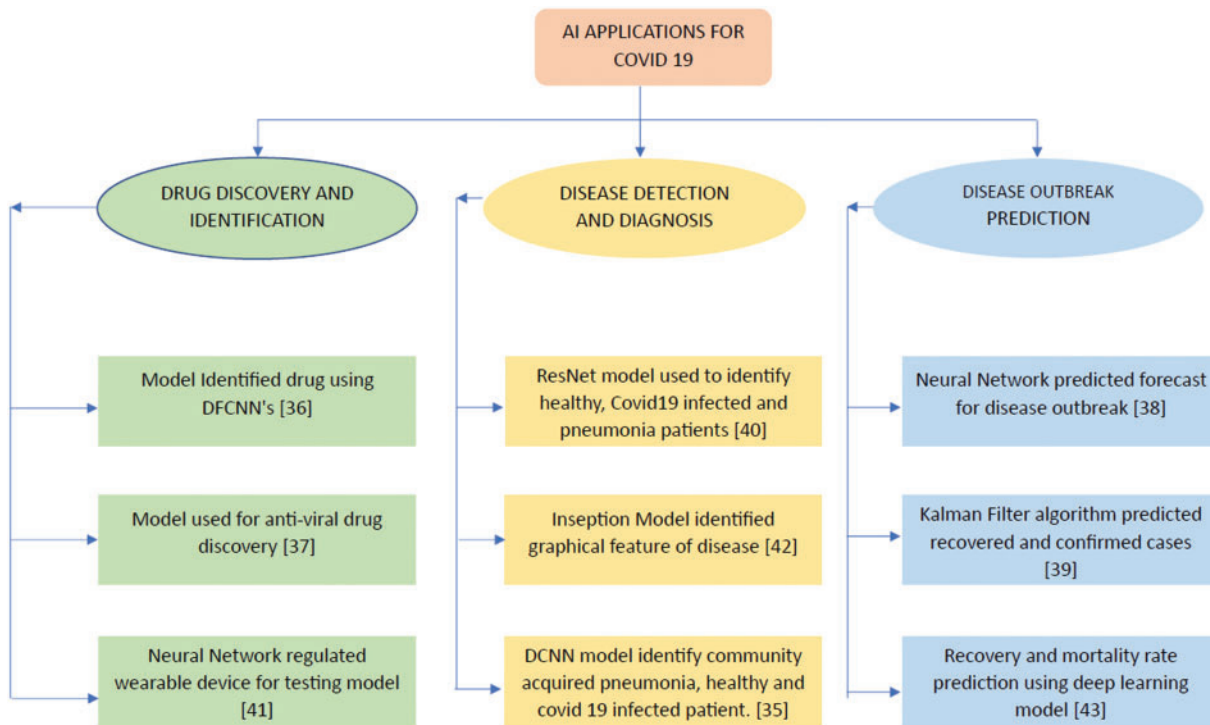 AI APPLICATIONS FOR
COVID 19
DRUG DISCOVERY AND
IDENTIFICATION
DISEASE DETECTION
AND DIAGNOSIS
DISEASE OUTBREAK
PREDICTION
Model Identified drug using
DFCNN's [36]
ResNet model used to identify
healthy, Covid19 infected and
pneumonia patients [40]
Neural Network predicted forecast
for disease outbreak [38]
Model used for anti-viral drug
discovery [37]
Inseption Model identified
graphical feature of disease [42]
Kalman Filter algorithm predicted
recovered and confirmed cases
[39]
Neural Network regulated
wearable device for testing model
[41]
DCNN model identify community
acquired pneumonia, healthy and
covid 19 infected patient. [35]
Recovery and mortality rate
prediction using deep learning
model [43]